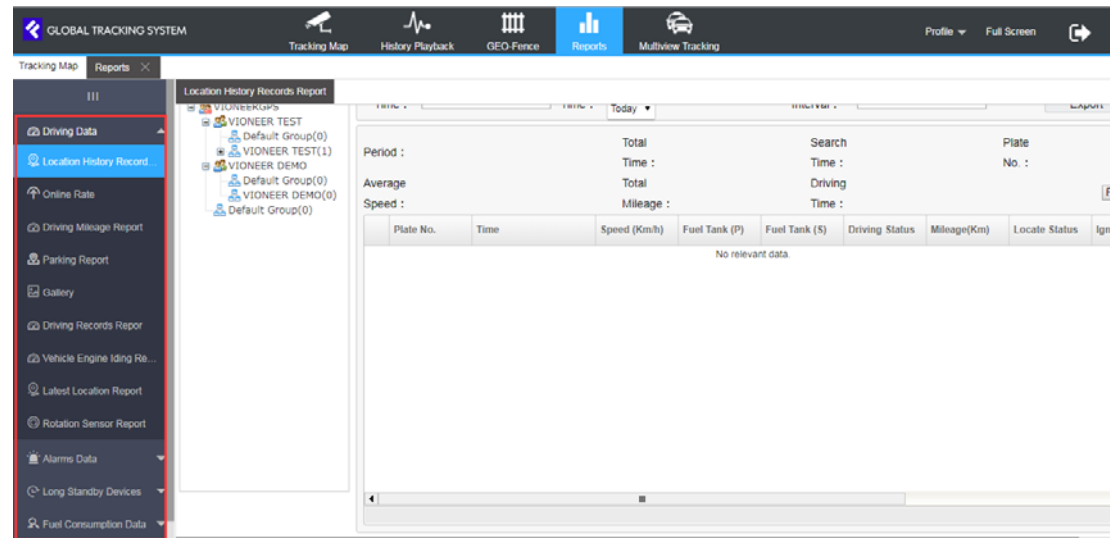 GLOBAL TRACKING SYSTEM
Tracking Map
History Playback
GEO-Fence
Reports
Multiview Tracking
Profile
Full Screen
Tracking Map
Reports
Driving Data
Location History Record...
Online Rate
Driving Mileage Report
Parking Report
Gallery
Driving Records Repor
Vehicle Engine Iding Re...
Latest Location Report
Rotation Sensor Report
Alarms Data
Long Standby Devices
Fuel Consumption Data
Location History Records Report
VIONEERGPS
VIONEER TEST
Default Group(0)
VIONEER TEST(1)
VIONEER DEMO
Default Group(0)
VIONEER DEMO(0)
Default Group(0)
Time :
Time :
Today
Interval :
Export
Period :
Total
Time :
Search
Time :
Plate
No. :
Average
Speed :
Total
Mileage :
Driving
Time :
Plate No.
Time
Speed (Km/h)
Fuel Tank (P)
Fuel Tank (S)
Driving Status
Mileage(Km)
Locate Status
No relevant data.